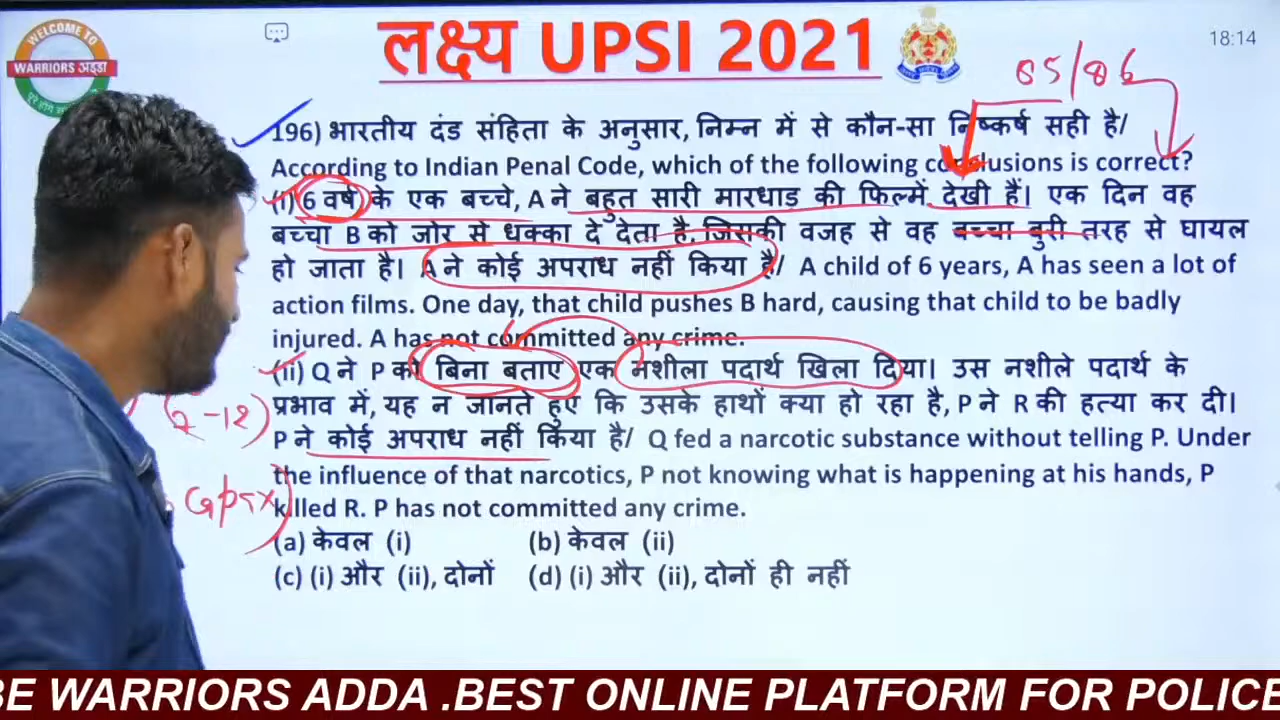 WELCOME TO
WARRIORS अड्डा
लक्ष्य UPSI 2021
18:14
85/86
196) भारतीय दंड संहिता के अनुसार, निम्न में से कौन-सा निष्कर्ष सही है/
According to Indian Penal Code, which of the following conclusions is correct?
(i) 6 वर्ष के एक बच्चे, A ने बहुत सारी मारधाड़ की फिल्में देखी हैं। एक दिन वह
बच्चा B को जोर से धक्का दे देता है, जिसकी वजह से वह बच्चा बुरी तरह से घायल
हो जाता है। A ने कोई अपराध नहीं किया है/ A child of 6 years, A has seen a lot of
action films. One day, that child pushes B hard, causing that child to be badly
injured. A has not committed any crime.
(ii) Q ने P को बिना बताए एक नशीला पदार्थ खिला दिया। उस नशीले पदार्थ के
प्रभाव में, यह न जानते हुए कि उसके हाथों क्या हो रहा है, P ने R की हत्या कर दी।
P ने कोई अपराध नहीं किया है/ Q fed a narcotic substance without telling P. Under
the influence of that narcotics, P not knowing what is happening at his hands, P
killed R. P has not committed any crime.
(a) केवल (i) (b) केवल (ii)
(c) (i) और (ii), दोनों (d) (i) और (ii), दोनों ही नहीं
BE WARRIORS ADDA .BEST ONLINE PLATFORM FOR POLICE